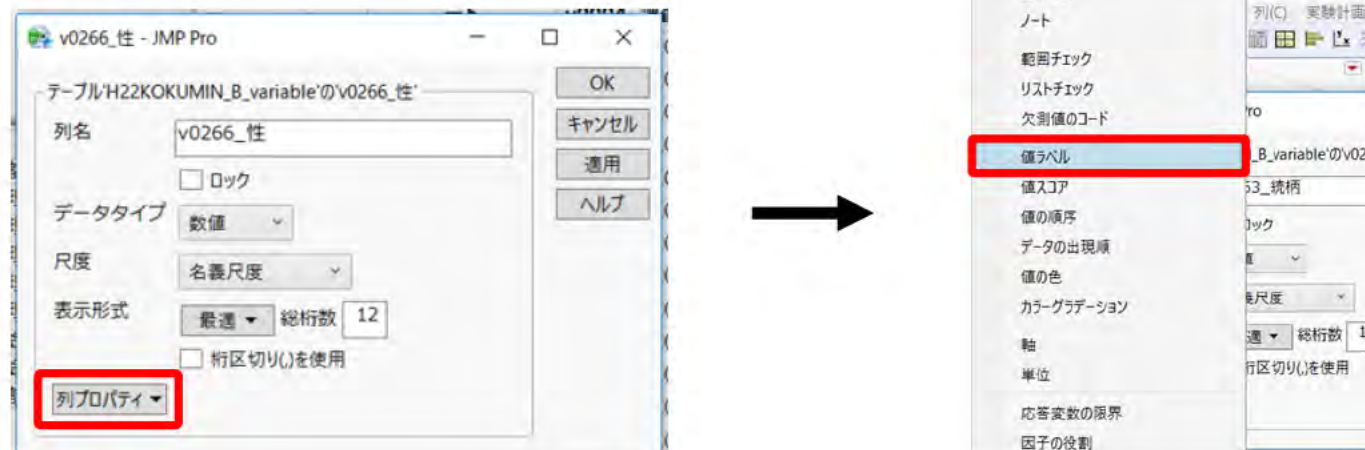 v0266_性 - JMP Pro
テーブル'H22KOKUMIN_B_variable'の'v0266_性'
列名
v0266_性
ロック
データタイプ
数値
尺度
名義尺度
表示形式
最適
総桁数
12
桁区切り(,)を使用
列プロパティ
OK
キャンセル
適用
ヘルプ
ノート
範囲チェック
リストチェック
欠測値のコード
値ラベル
値スコア
値の順序
データの出現順
値の色
カラーグラデーション
軸
単位
応答変数の限界
因子の役割
列(C) 実験計画
ro
_B_variable'の'v02
53_続柄
ック
尺度
総桁数
行区切り(,)を使用